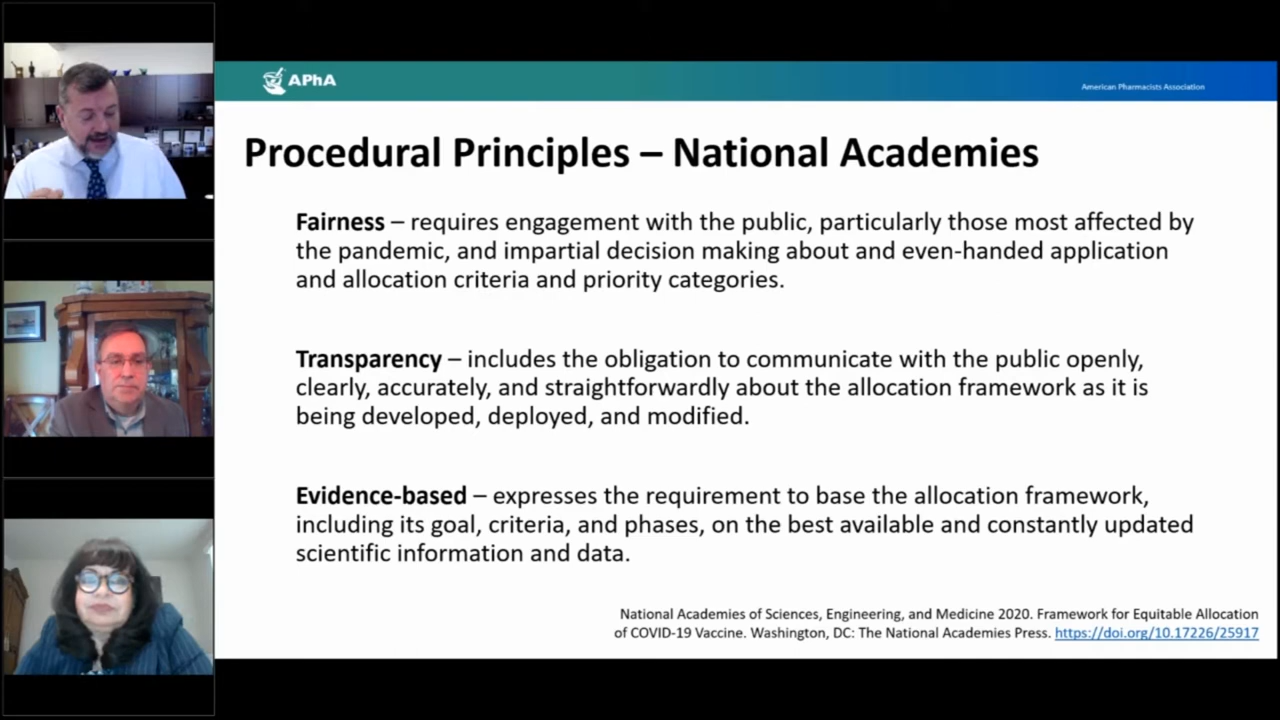 APhA
American Pharmacists Association
Procedural Principles – National Academies
Fairness – requires engagement with the public, particularly those most affected by
the pandemic, and impartial decision making about and even-handed application
and allocation criteria and priority categories.
Transparency – includes the obligation to communicate with the public openly,
clearly, accurately, and straightforwardly about the allocation framework as it is
being developed, deployed, and modified.
Evidence-based – expresses the requirement to base the allocation framework,
including its goal, criteria, and phases, on the best available and constantly updated
scientific information and data.
National Academies of Sciences, Engineering, and Medicine 2020. Framework for Equitable Allocation
of COVID-19 Vaccine. Washington, DC: The National Academies Press. https://doi.org/10.17226/25917